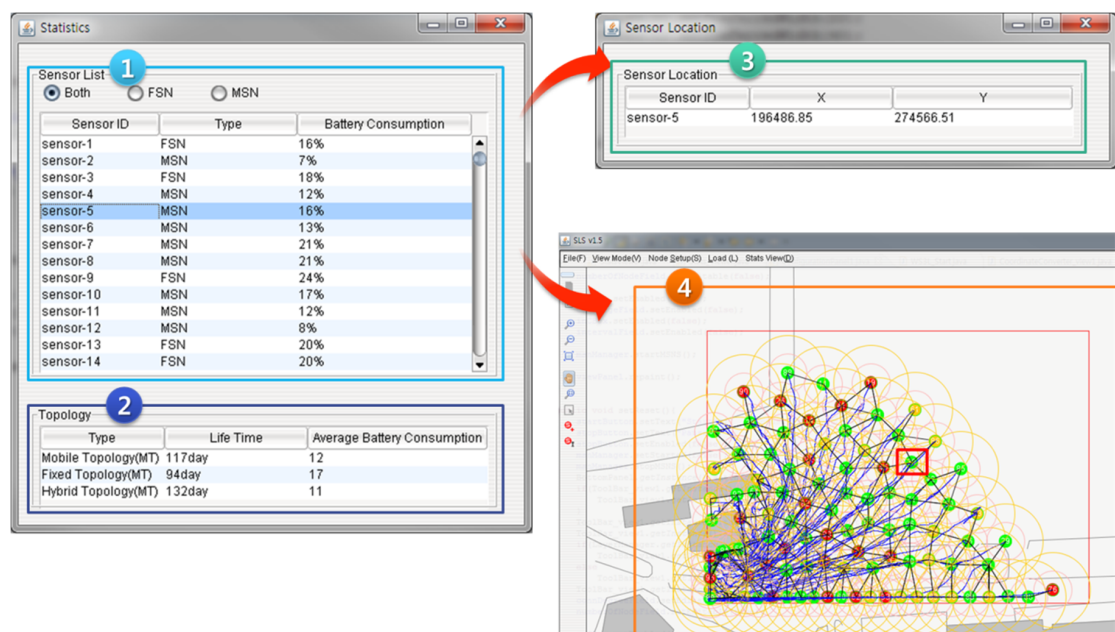 Statistics
1
Sensor List
Both FSN MSN
Sensor ID Type Battery Consumption
sensor-1 FSN 16%
sensor-2 MSN 7%
sensor-3 FSN 18%
sensor-4 MSN 12%
sensor-5 MSN 16%
sensor-6 MSN 13%
sensor-7 MSN 21%
sensor-8 MSN 21%
sensor-9 FSN 24%
sensor-10 MSN 17%
sensor-11 MSN 12%
sensor-12 MSN 8%
sensor-13 FSN 20%
sensor-14 FSN 20%
2
Topology
Type Life Time Average Battery Consumption
Mobile Topology(MT) 117day 12
Fixed Topology(MT) 94day 17
Hybrid Topology(MT) 132day 11
Sensor Location
3
Sensor Location
Sensor ID X Y
sensor-5 196486.85 274566.51
SLS v1.5
File(F) View Mode(V) Node Setup(S) Load (L) Stats View(D)
4